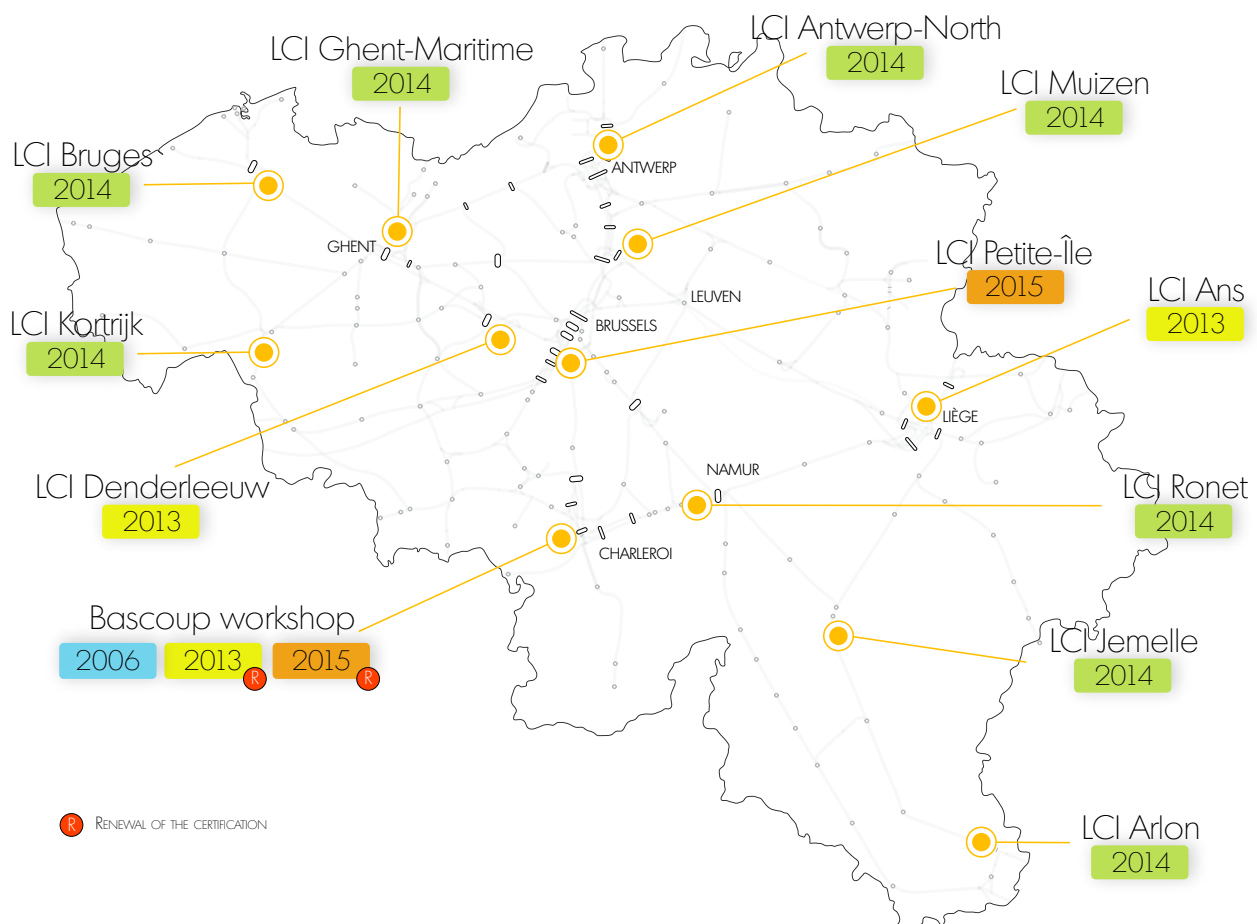 LCI Ghent-Maritime
2014
LCI Antwerp-North
2014
LCI Muizen
2014
LCI Bruges
2014
ANTWERP
GHENT
LCI Petite-Île
2015
LCI Ans
2013
LEUVEN
BRUSSELS
LCI Kortrijk
2014
LIÈGE
NAMUR
LCI Denderleeuw
2013
LCI Ronet
2014
CHARLEROI
Bascoup workshop
2006 2013 2015
R R
LCI Jemelle
2014
R RENEWAL OF THE CERTIFICATION
LCI Arlon
2014